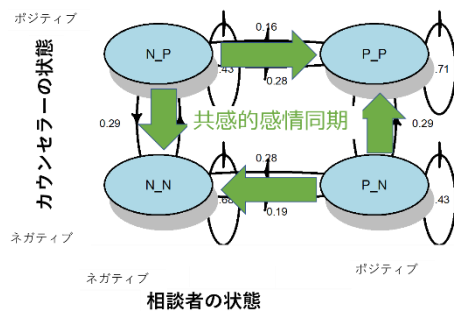 ポジティブ
0.16
N_P
P_P
.43
0.28
.71
カウンセラーの状態
0.29
共感的感情同期
0.29
0.28
N_N
P_N
0.19
.43
ネガティブ
ネガティブ
ポジティブ
相談者の状態